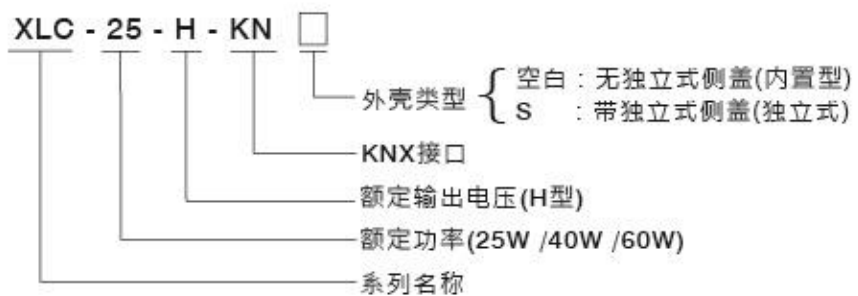 XLC - 25 - H - KN □
外壳类型 { 空白 : 无独立式侧盖(内置型)
S : 带独立式侧盖(独立式)
KNX接口
额定输出电压(H型)
额定功率(25W /40W /60W)
系列名称